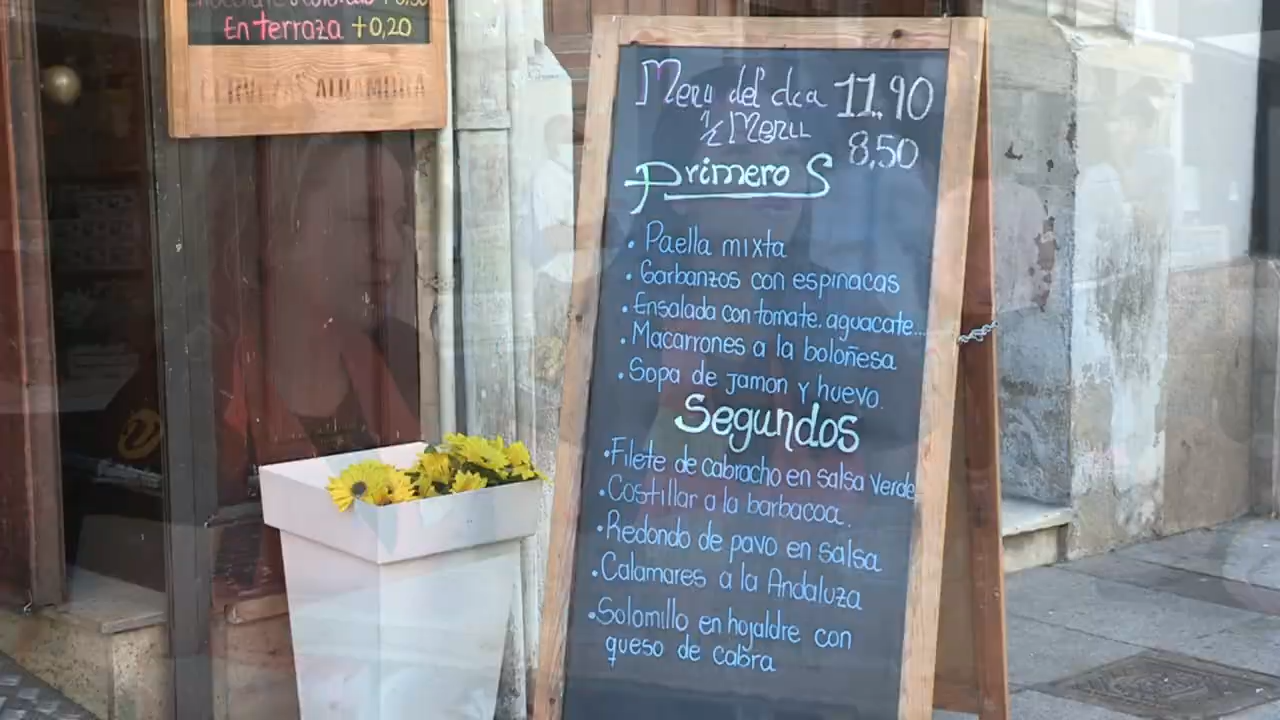 En terraza +0,20
CERVEZAS ALHAMBRA
Menu del dia 11,90
½ Menu 8,50
Primeros
• Paella mixta
• Garbanzos con espinacas
• Ensalada con tomate. aguacate...
• Macarrones a la boloñesa
• Sopa de jamon y huevo.
Segundos
• Filete de cabracho en salsa verde
• Costillar a la barbacoa.
• Redondo de pavo en salsa
• Calamares a la Andaluza
• Solomillo en hojaldre con
queso de cabra